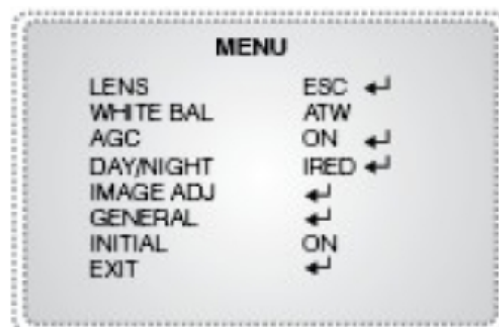 MENU
LENS ESC ↵
WHITE BAL ATW
AGC ON ↵
DAY/NIGHT IRED ↵
IMAGE ADJ ↵
GENERAL ↵
INITIAL ON
EXIT ↵